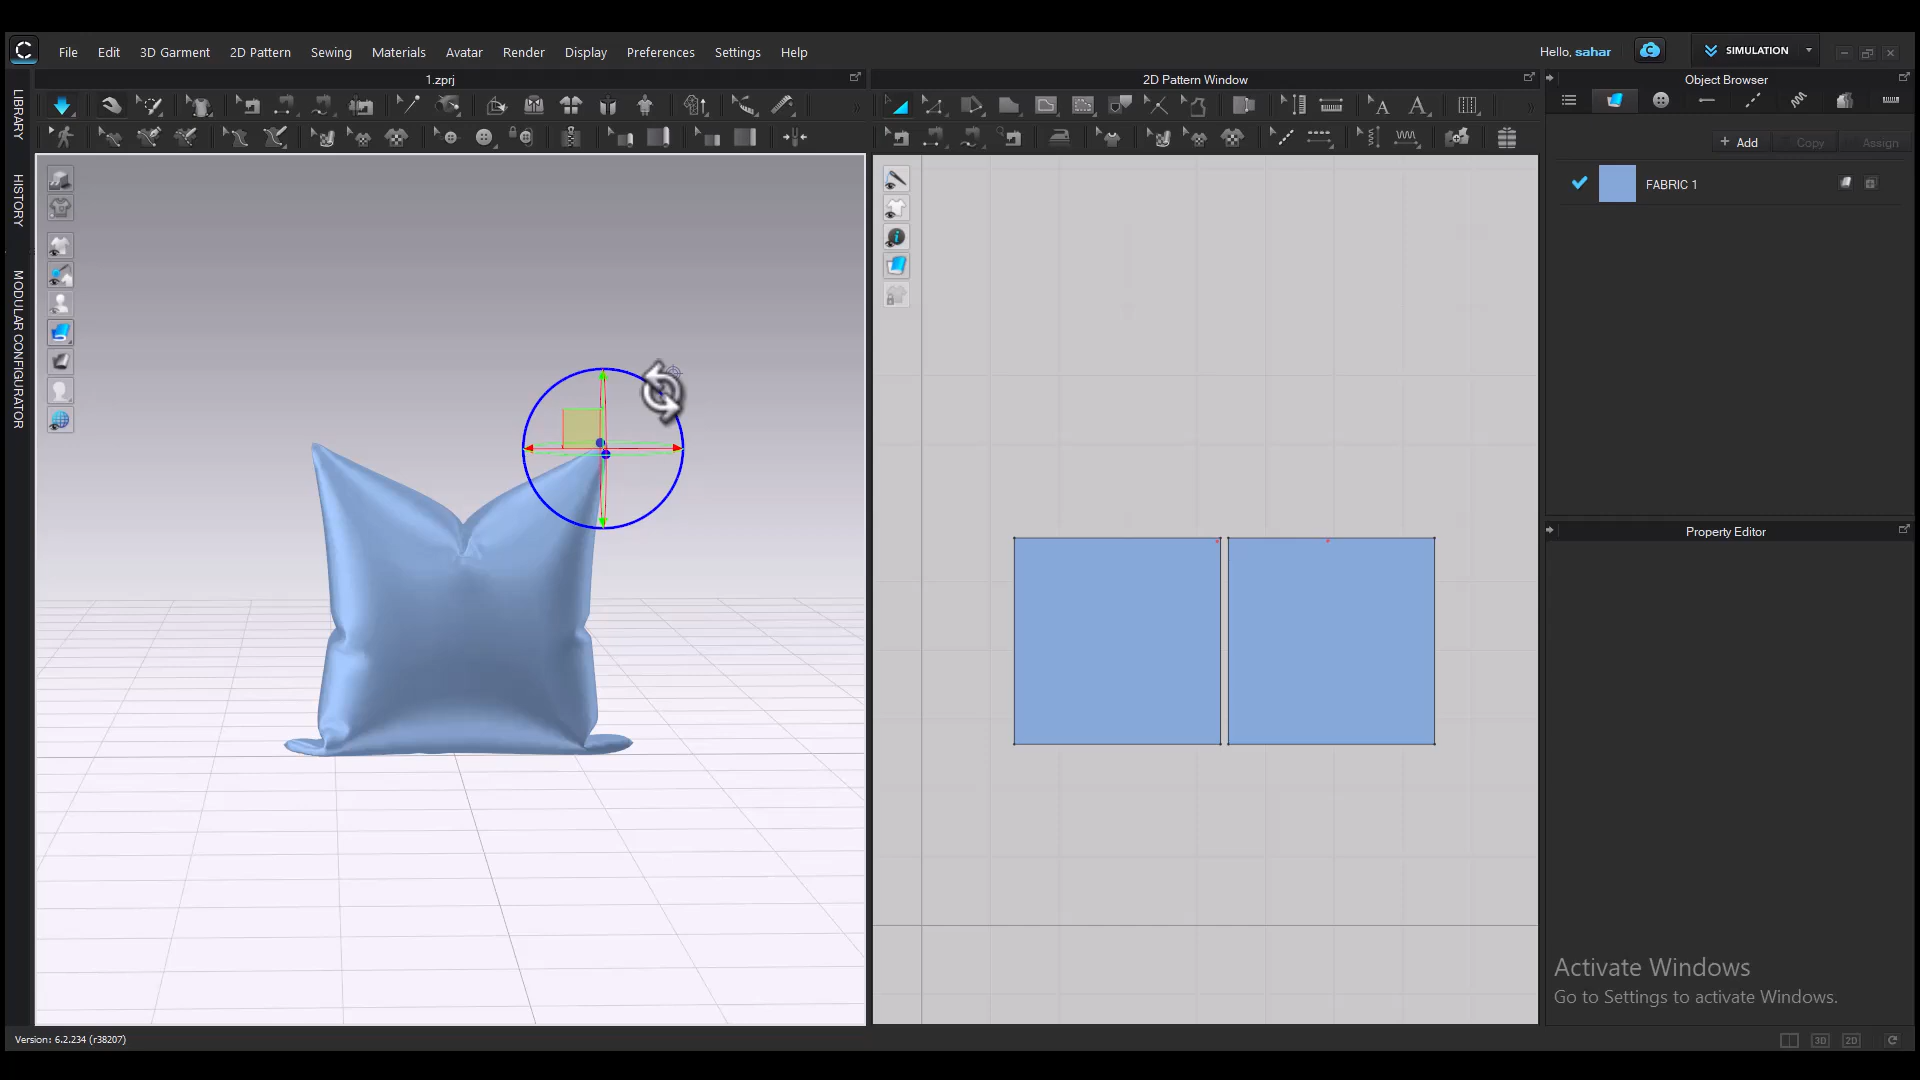 File Edit 3D Garment 2D Pattern Sewing Materials Avatar Render Display Preferences Settings Help
Hello, sahar
SIMULATION
1.zprj
2D Pattern Window
Object Browser
LIBRARY
HISTORY
MODULAR CONFIGURATOR
+ Add
Copy
Assign
FABRIC 1
Property Editor
Activate Windows
Go to Settings to activate Windows.
Version: 6.2.234 (r38207)
3D
2D